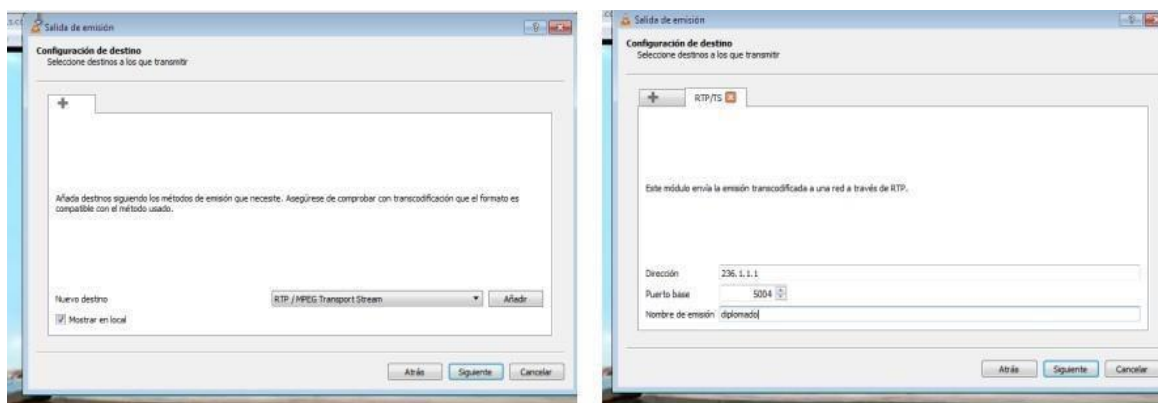 Salida de emisión
Configuración de destino
Seleccione destinos a los que transmitir
Añada destinos siguiendo los métodos de emisión que necesite. Asegúrese de comprobar con transcodificación que el formato es
compatible con el método usado.
Nuevo destino
RTP / MPEG Transport Stream
Añadir
Mostrar en local
Atrás
Siguiente
Cancelar
Salida de emisión
Configuración de destino
Seleccione destinos a los que transmitir
RTP/TS
Este módulo envía la emisión transcodificada a una red a través de RTP.
Dirección
236.1.1.1
Puerto base
5004
Nombre de emisión
diplomado
Atrás
Siguiente
Cancelar